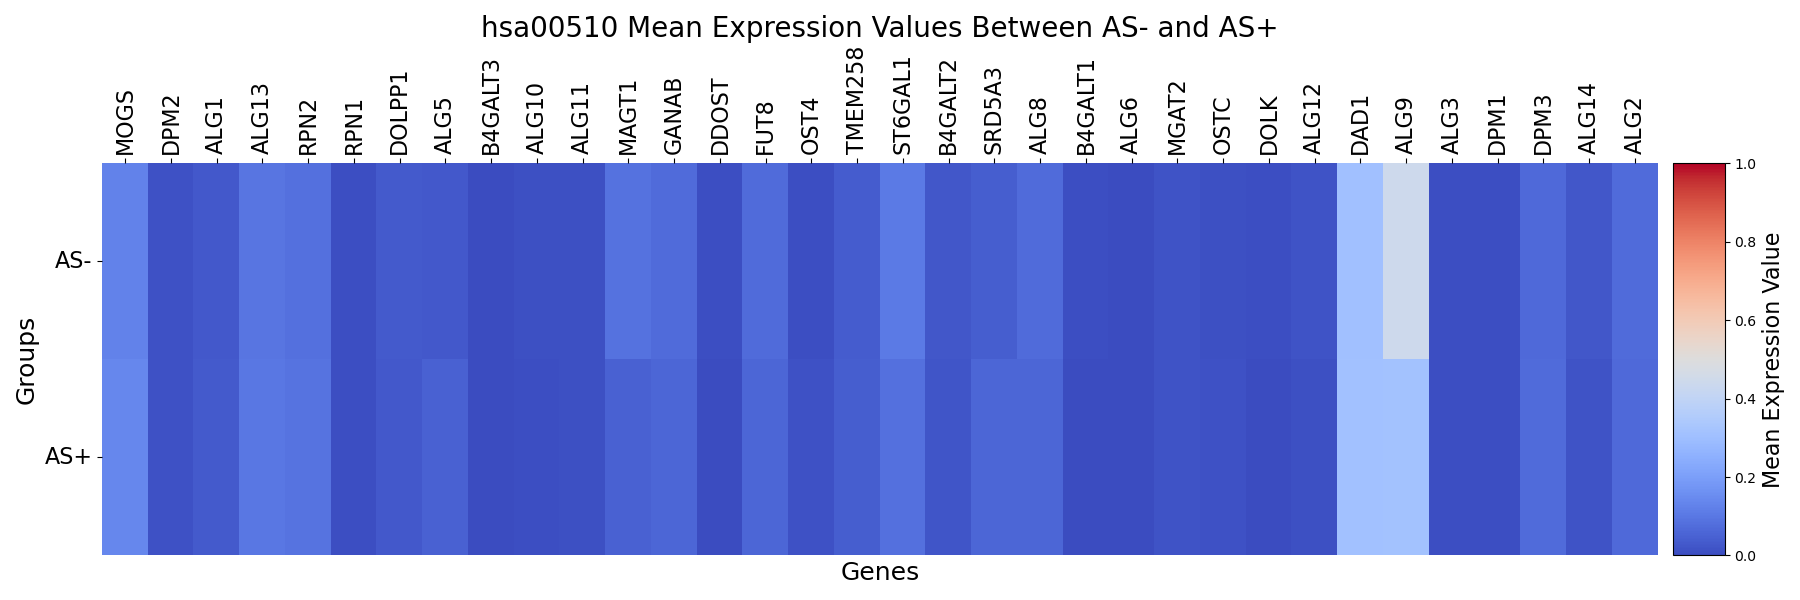 hsa00510 Mean Expression Values Between AS- and AS+
MOGS
DPM2
ALG1
ALG13
RPN2
RPN1
DOLPP1
ALG5
B4GALT3
ALG10
ALG11
MAGT1
GANAB
DDOST
FUT8
OST4
TMEM258
ST6GAL1
B4GALT2
SRD5A3
ALG8
B4GALT1
ALG6
MGAT2
OSTC
DOLK
ALG12
DAD1
ALG9
ALG3
DPM1
DPM3
ALG14
ALG2
Groups
AS-
AS+
Genes
1.0
0.8
0.6
0.4
0.2
0.0
Mean Expression Value